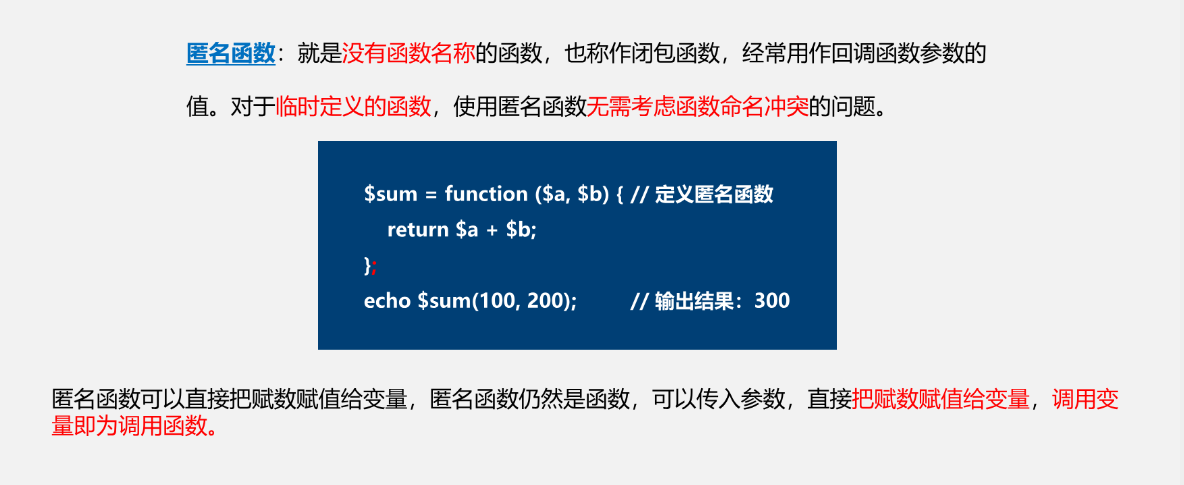 匿名函数：就是没有函数名称的函数，也称作闭包函数，经常用作回调函数参数的
值。对于临时定义的函数，使用匿名函数无需考虑函数命名冲突的问题。
$sum = function ($a, $b) { // 定义匿名函数
return $a + $b;
};
echo $sum(100, 200); // 输出结果：300
匿名函数可以直接把赋数赋值给变量，匿名函数仍然是函数，可以传入参数，直接把赋数赋值给变量，调用变
量即为调用函数。